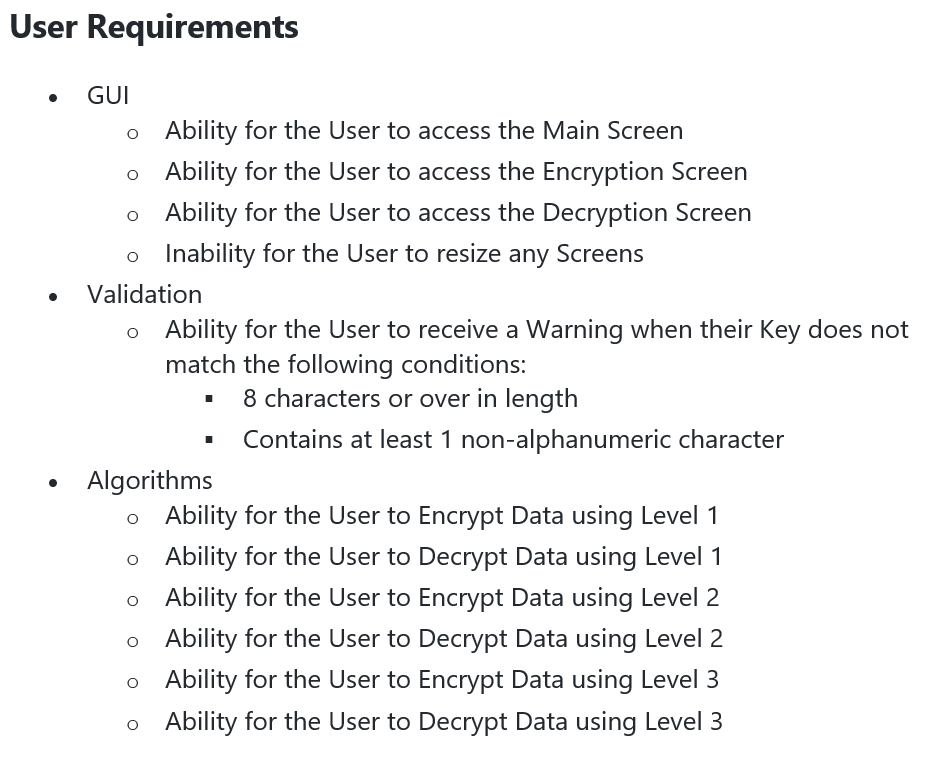 User Requirements
• GUI
o Ability for the User to access the Main Screen
o Ability for the User to access the Encryption Screen
o Ability for the User to access the Decryption Screen
o Inability for the User to resize any Screens
• Validation
o Ability for the User to receive a Warning when their Key does not
match the following conditions:
▪ 8 characters or over in length
▪ Contains at least 1 non-alphanumeric character
• Algorithms
o Ability for the User to Encrypt Data using Level 1
o Ability for the User to Decrypt Data using Level 1
o Ability for the User to Encrypt Data using Level 2
o Ability for the User to Decrypt Data using Level 2
o Ability for the User to Encrypt Data using Level 3
o Ability for the User to Decrypt Data using Level 3